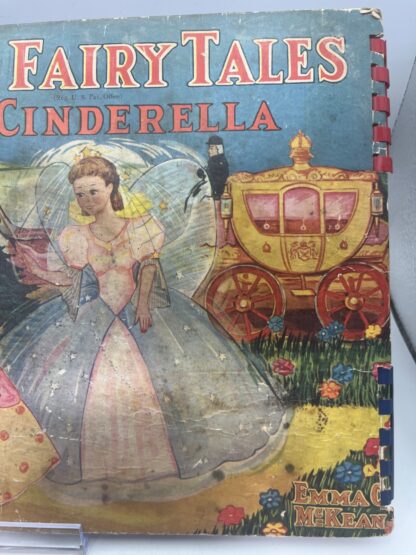 FAIRY TALES
(Reg. U. S. Pat. Office)
CINDERELLA
EMMA C
MCKEAN